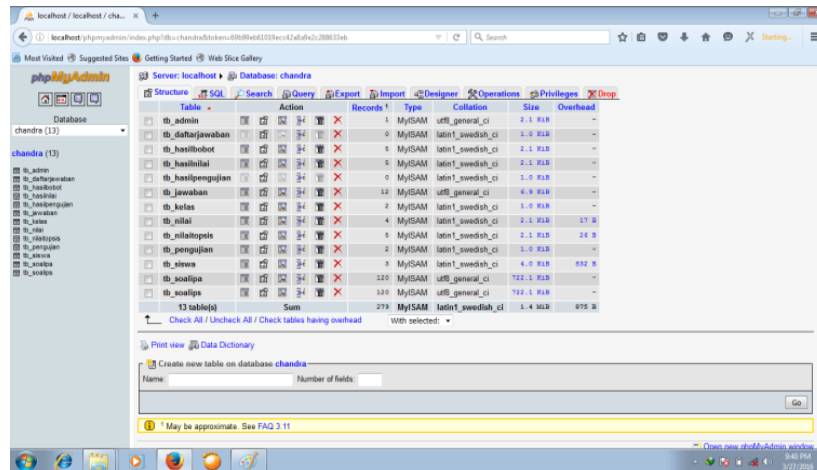 localhost / localhost / cha...
localhost/phpmyadmin/index.php?db=chandra&token=69b99eb61019ecc42a8a9e2c288633eb
Search
Starting...
Most Visited Suggested Sites Getting Started Web Slice Gallery
phpMyAdmin
Database
chandra (13)
chandra (13)
tb_admin
tb_daftarjawaban
tb_hasilbobot
tb_hasilnilai
tb_hasilpengujian
tb_jawaban
tb_kelas
tb_nilai
tb_nilaitopsis
tb_pengujian
tb_siswa
tb_soalipa
tb_soalips
Server: localhost Database: chandra
Structure SQL Search Query Export Import Designer Operations Privileges Drop
Table Action Records 1 Type Collation Size Overhead
tb_admin 1 MyISAM utf8_general_ci 2.1 KiB -
tb_daftarjawaban 0 MyISAM latin1_swedish_ci 1.0 KiB -
tb_hasilbobot 5 MyISAM latin1_swedish_ci 2.1 KiB -
tb_hasilnilai 5 MyISAM latin1_swedish_ci 2.1 KiB -
tb_hasilpengujian 0 MyISAM latin1_swedish_ci 1.0 KiB -
tb_jawaban 12 MyISAM utf8_general_ci 6.9 KiB -
tb_kelas 2 MyISAM latin1_swedish_ci 1.0 KiB -
tb_nilai 4 MyISAM latin1_swedish_ci 2.1 KiB 17 B
tb_nilaitopsis 5 MyISAM latin1_swedish_ci 2.1 KiB 26 B
tb_pengujian 2 MyISAM latin1_swedish_ci 1.0 KiB -
tb_siswa 3 MyISAM latin1_swedish_ci 4.0 KiB 832 B
tb_soalipa 120 MyISAM utf8_general_ci 722.1 KiB -
tb_soalips 120 MyISAM utf8_general_ci 722.1 KiB -
13 table(s) Sum 279 MyISAM latin1_swedish_ci 1.4 MiB 875 B
Check All / Uncheck All / Check tables having overhead With selected:
Print view Data Dictionary
Create new table on database chandra
Name: Number of fields:
Go
1 May be approximate. See FAQ 3.11
Open new phpMyAdmin window
9:40 PM
3/27/2016